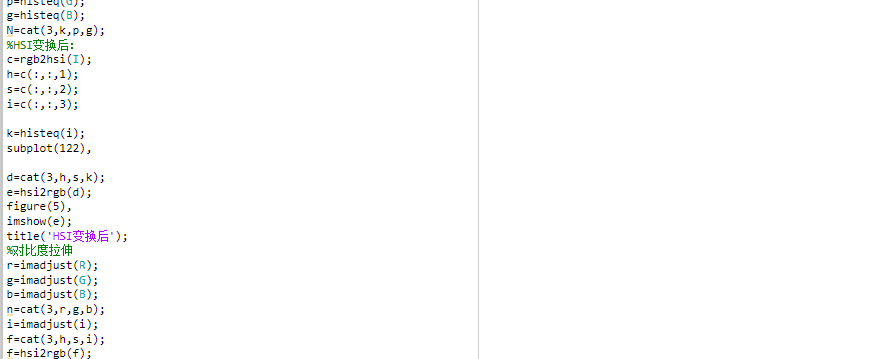 p=histeq(G);
g=histeq(B);
N=cat(3,k,p,g);
%HSI变换后：
c=rgb2hsi(I);
h=c(:,:,1);
s=c(:,:,2);
i=c(:,:,3);
k=histeq(i);
subplot(122),
d=cat(3,h,s,k);
e=hsi2rgb(d);
figure(5),
imshow(e);
title('HSI变换后');
%对比度拉伸
r=imadjust(R);
g=imadjust(G);
b=imadjust(B);
n=cat(3,r,g,b);
i=imadjust(i);
f=cat(3,h,s,i);
f=hsi2rgb(f);